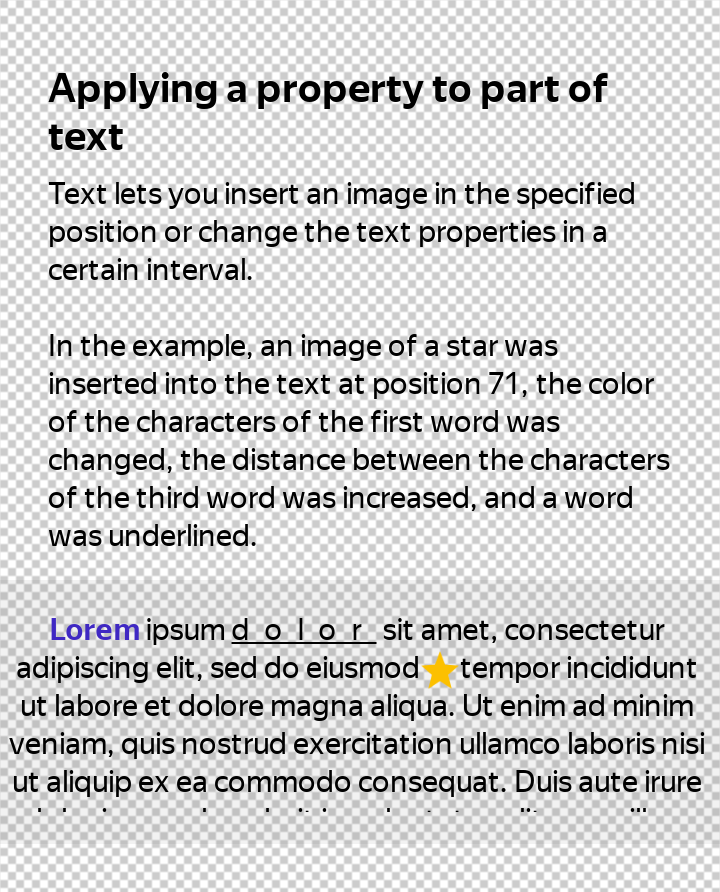 Applying a property to part of
text
Text lets you insert an image in the specified
position or change the text properties in a
certain interval.
In the example, an image of a star was
inserted into the text at position 71, the color
of the characters of the first word was
changed, the distance between the characters
of the third word was increased, and a word
was underlined.
Lorem ipsum d o l o r sit amet, consectetur
adipiscing elit, sed do eiusmod tempor incididunt
ut labore et dolore magna aliqua. Ut enim ad minim
veniam, quis nostrud exercitation ullamco laboris nisi
ut aliquip ex ea commodo consequat. Duis aute irure